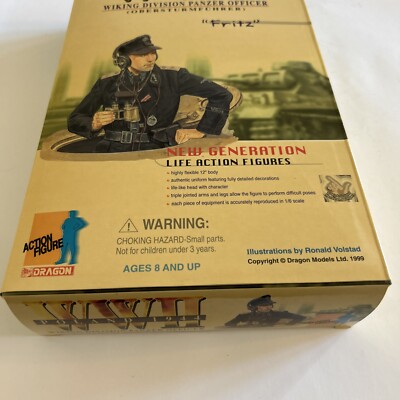 WIKING DIVISION PANZER OFFICER
(OBERSTURMFÜHRER)
"Fritz"
NEW GENERATION
LIFE ACTION FIGURES
• highly flexible 12" body
• authentic uniform featuring fully detailed decorations
• life-like head with character
• triple jointed arms and legs allow the figure to perform difficult poses
• each piece of equipment is accurately reproduced in 1/6 scale
WARNING:
CHOKING HAZARD-Small parts.
Not for children under 3 years.
AGES 8 AND UP
ACTION
FIGURE
DRAGON
Illustrations by Ronald Volstad
Copyright © Dragon Models Ltd. 1999
WWII
POLAND 1944